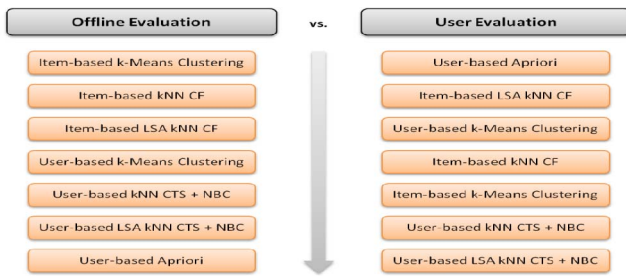 Offline Evaluation
vs.
User Evaluation
Item-based k-Means Clustering
User-based Apriori
Item-based kNN CF
Item-based LSA kNN CF
Item-based LSA kNN CF
User-based k-Means Clustering
User-based k-Means Clustering
Item-based kNN CF
User-based kNN CTS + NBC
Item-based k-Means Clustering
User-based LSA kNN CTS + NBC
User-based kNN CTS + NBC
User-based Apriori
User-based LSA kNN CTS + NBC